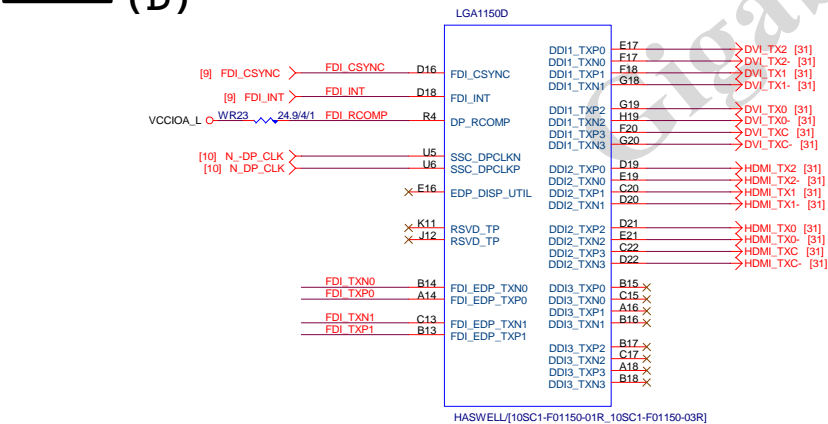 (D)
LGA1150D
[9] FDI_CSYNC FDI_CSYNC D16 FDI_CSYNC
[9] FDI_INT FDI_INT D18 FDI_INT
VCCIOA_L WR23 24.9/4/1 FDI_RCOMP R4 DP_RCOMP
[10] N_-DP_CLK U5 SSC_DPCLKN
[10] N_DP_CLK U6 SSC_DPCLKP
E16 EDP_DISP_UTIL
K11 RSVD_TP
J12 RSVD_TP
FDI_TXN0 B14 FDI_EDP_TXN0
FDI_TXP0 A14 FDI_EDP_TXP0
FDI_TXN1 C13 FDI_EDP_TXN1
FDI_TXP1 B13 FDI_EDP_TXP1
DDI1_TXP0 E17 DVI_TX2 [31]
DDI1_TXN0 F17 DVI_TX2- [31]
DDI1_TXP1 F18 DVI_TX1 [31]
DDI1_TXN1 G18 DVI_TX1- [31]
DDI1_TXP2 G19 DVI_TX0 [31]
DDI1_TXN2 H19 DVI_TX0- [31]
DDI1_TXP3 F20 DVI_TXC [31]
DDI1_TXN3 G20 DVI_TXC- [31]
DDI2_TXP0 D19 HDMI_TX2 [31]
DDI2_TXN0 E19 HDMI_TX2- [31]
DDI2_TXP1 C20 HDMI_TX1 [31]
DDI2_TXN1 D20 HDMI_TX1- [31]
DDI2_TXP2 D21 HDMI_TX0 [31]
DDI2_TXN2 E21 HDMI_TX0- [31]
DDI2_TXP3 C22 HDMI_TXC [31]
DDI2_TXN3 D22 HDMI_TXC- [31]
DDI3_TXP0 B15
DDI3_TXN0 C15
DDI3_TXP1 A16
DDI3_TXN1 B16
DDI3_TXP2 B17
DDI3_TXN2 C17
DDI3_TXP3 A18
DDI3_TXN3 B18
HASWELL/[10SC1-F01150-01R_10SC1-F01150-03R]
Giga